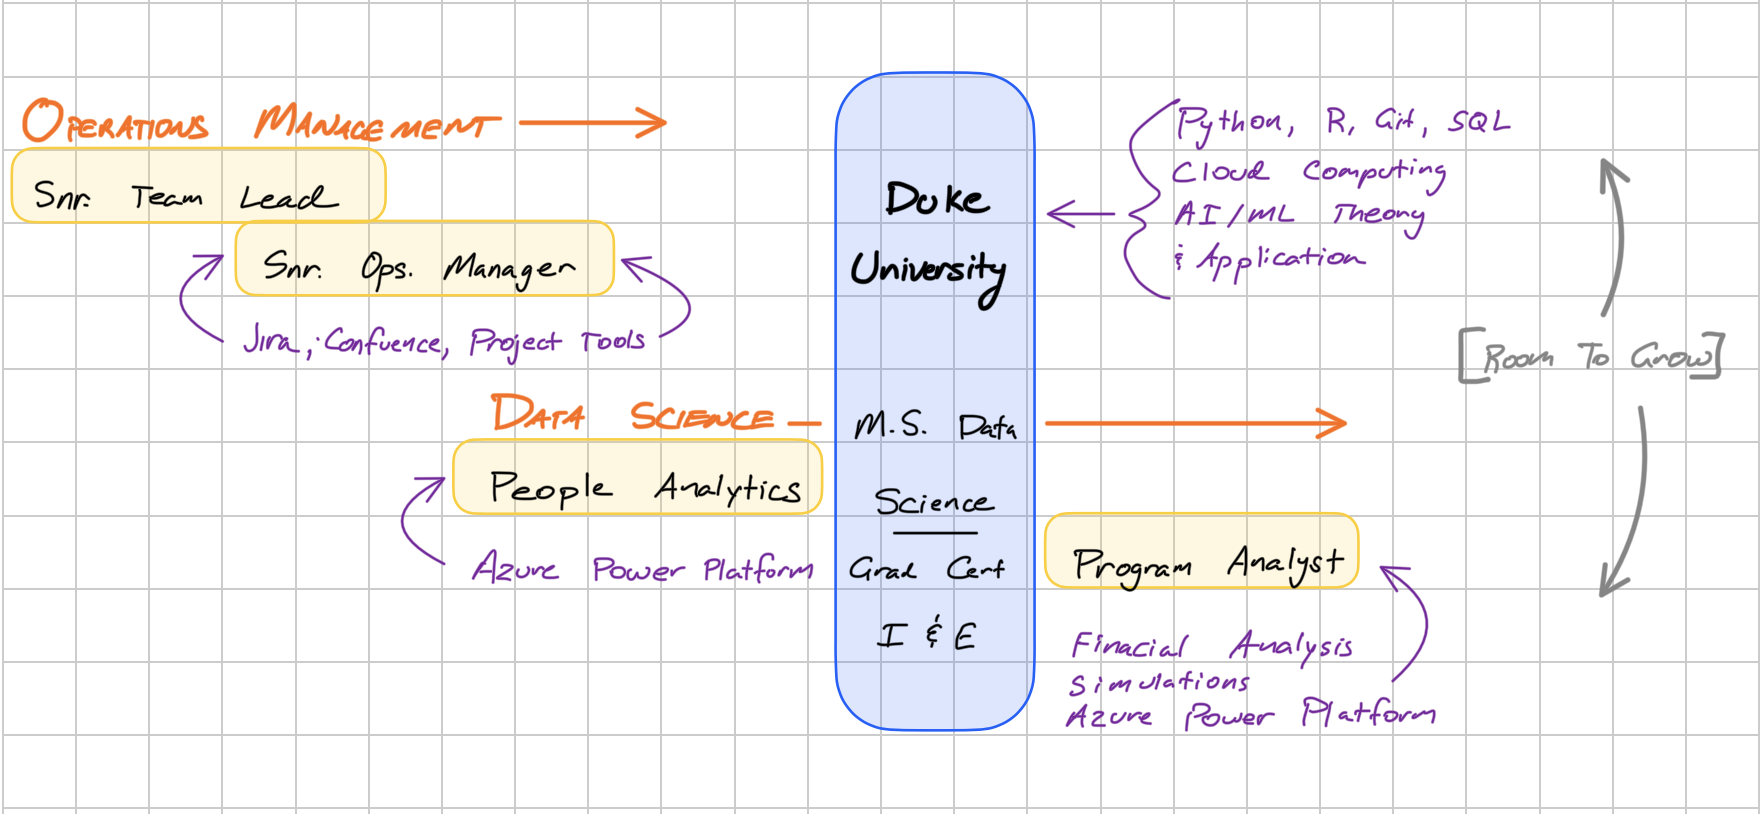 OPERATIONS MANAGEMENT
Snr. Team Lead
Snr. Ops. Manager
Jira, Confuence, Project Tools
DATA SCIENCE
People Analytics
Azure Power Platform
Duke
University
M.S. Data
Science
Grad Cert
I & E
Python, R, Git, SQL
Cloud Computing
AI/ML Theory
& Application
Program Analyst
Finacial Analysis
Simulations
Azure Power Platform
[ROOM TO GROW]